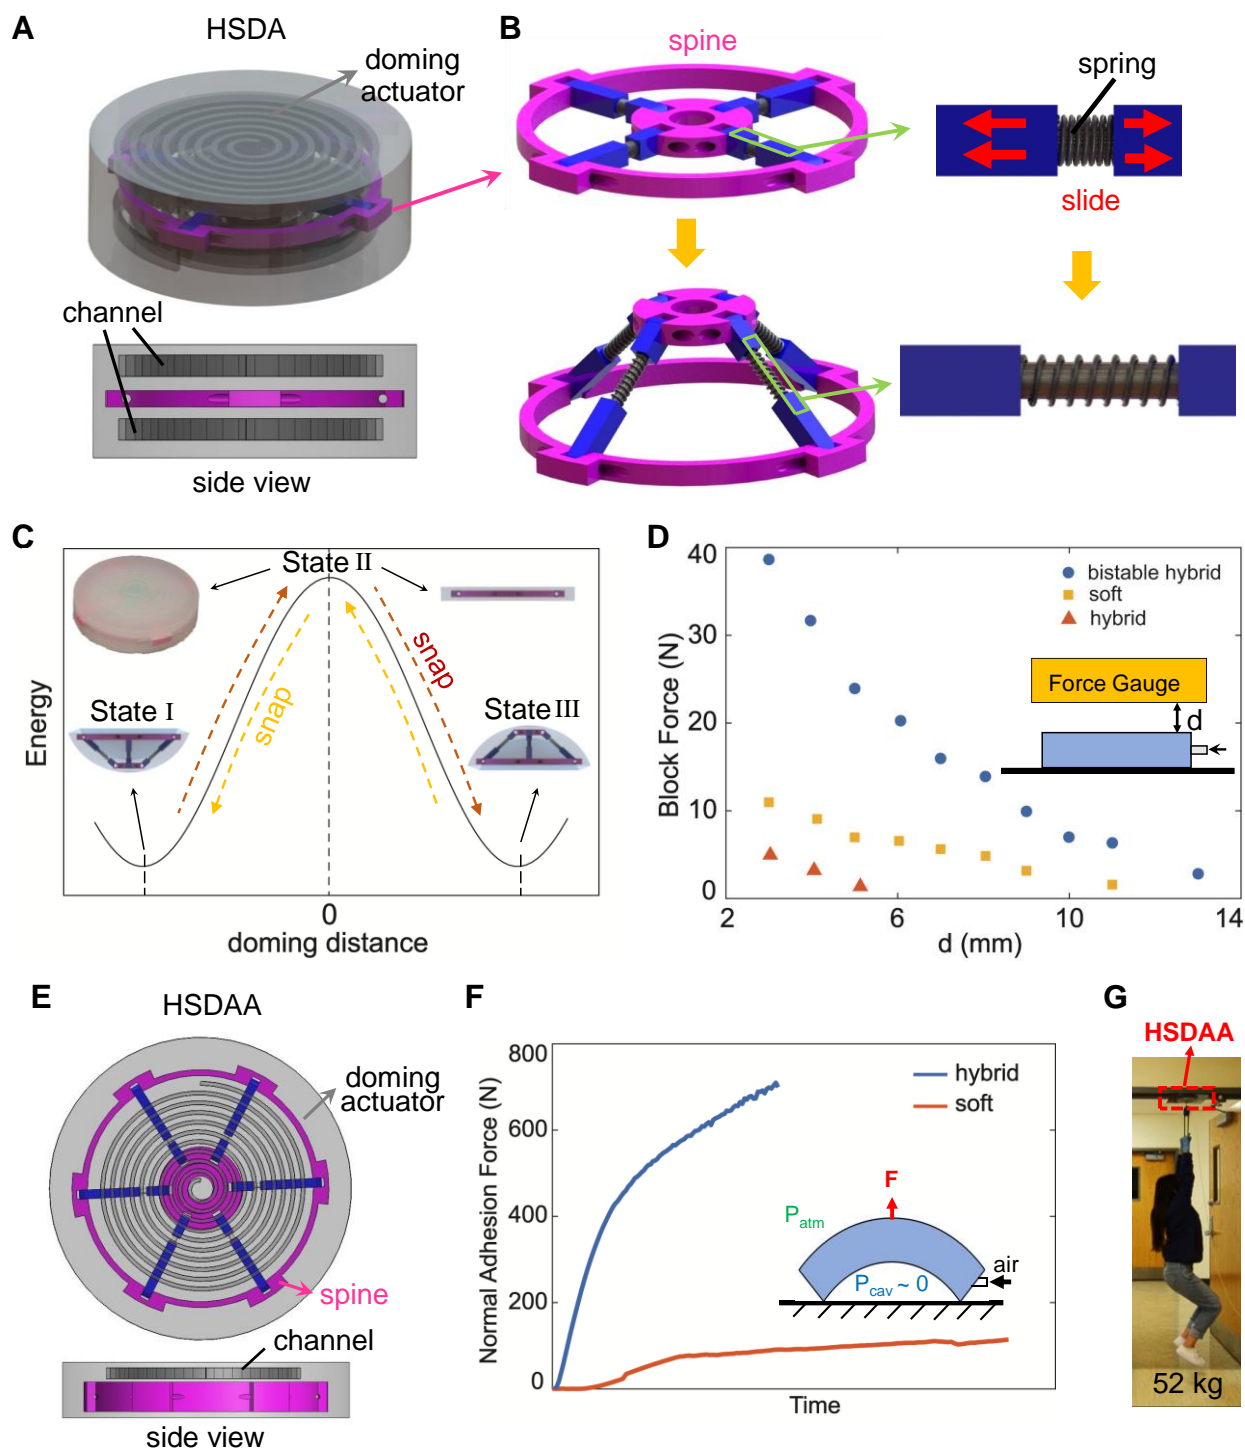 A
HSDA
doming
actuator
channel
side view
B
spine
spring
slide
C
State II
snap
snap
State I
State III
Energy
0
doming distance
D
40
30
20
10
0
Block Force (N)
bistable hybrid
soft
hybrid
Force Gauge
d
2
6
10
14
d (mm)
E
HSDAA
doming
actuator
spine
channel
side view
F
800
600
400
200
0
Normal Adhesion Force (N)
hybrid
soft
F
Patm
air
Pcav ~ 0
Time
G
HSDAA
52 kg